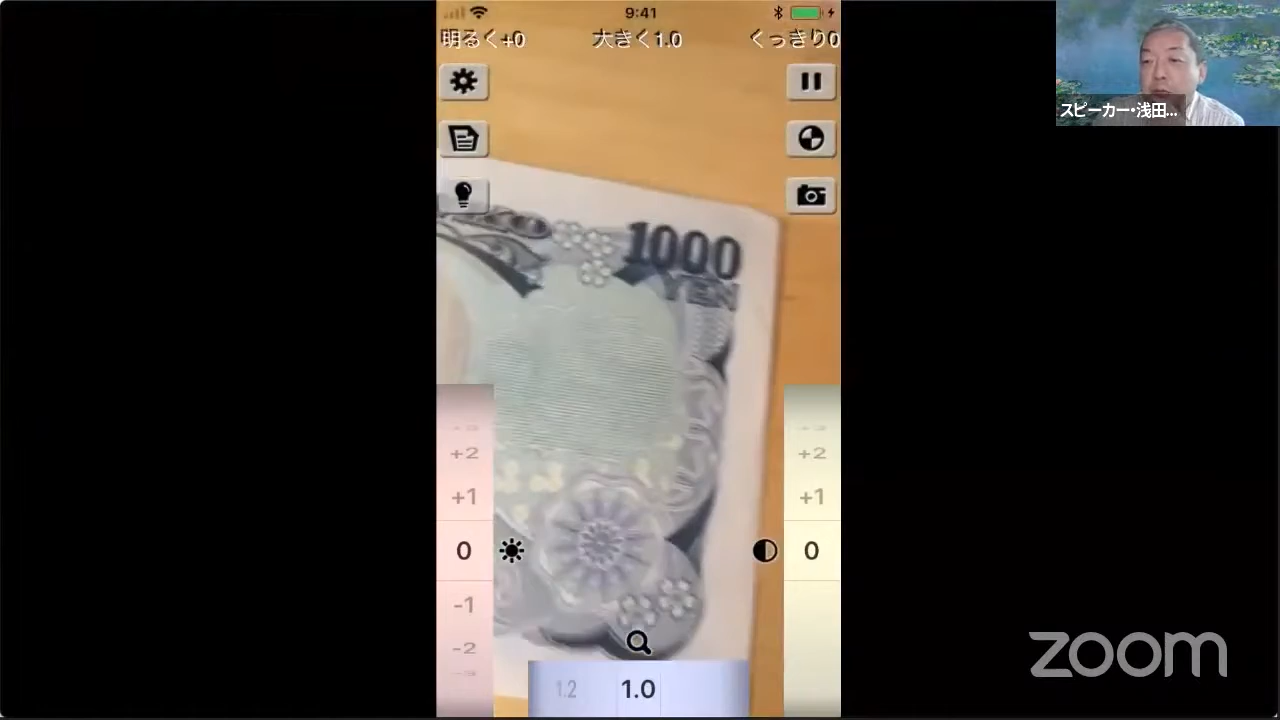 9:41
明るく+0 大きく1.0 くっきり0
スピーカー・浅田...
1000
YEN
+2 +2
+1 +1
0 0
-1
-2
1.2 1.0
zoom